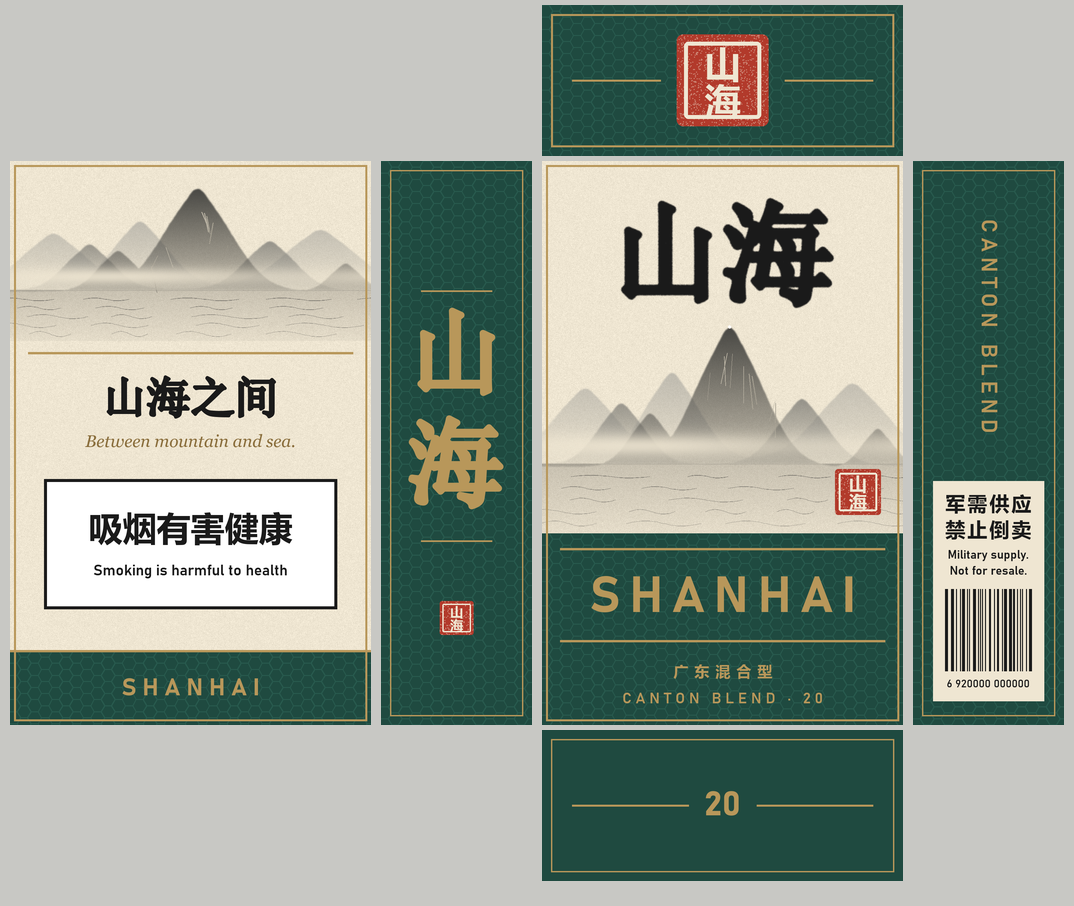 山
海
山海之间
Between mountain and sea.
吸烟有害健康
Smoking is harmful to health
SHANHAI
山
海
山
海
山海
山
海
SHANHAI
广东混合型
CANTON BLEND · 20
CANTON BLEND
军需供应
禁止倒卖
Military supply.
Not for resale.
6 920000 000000
20